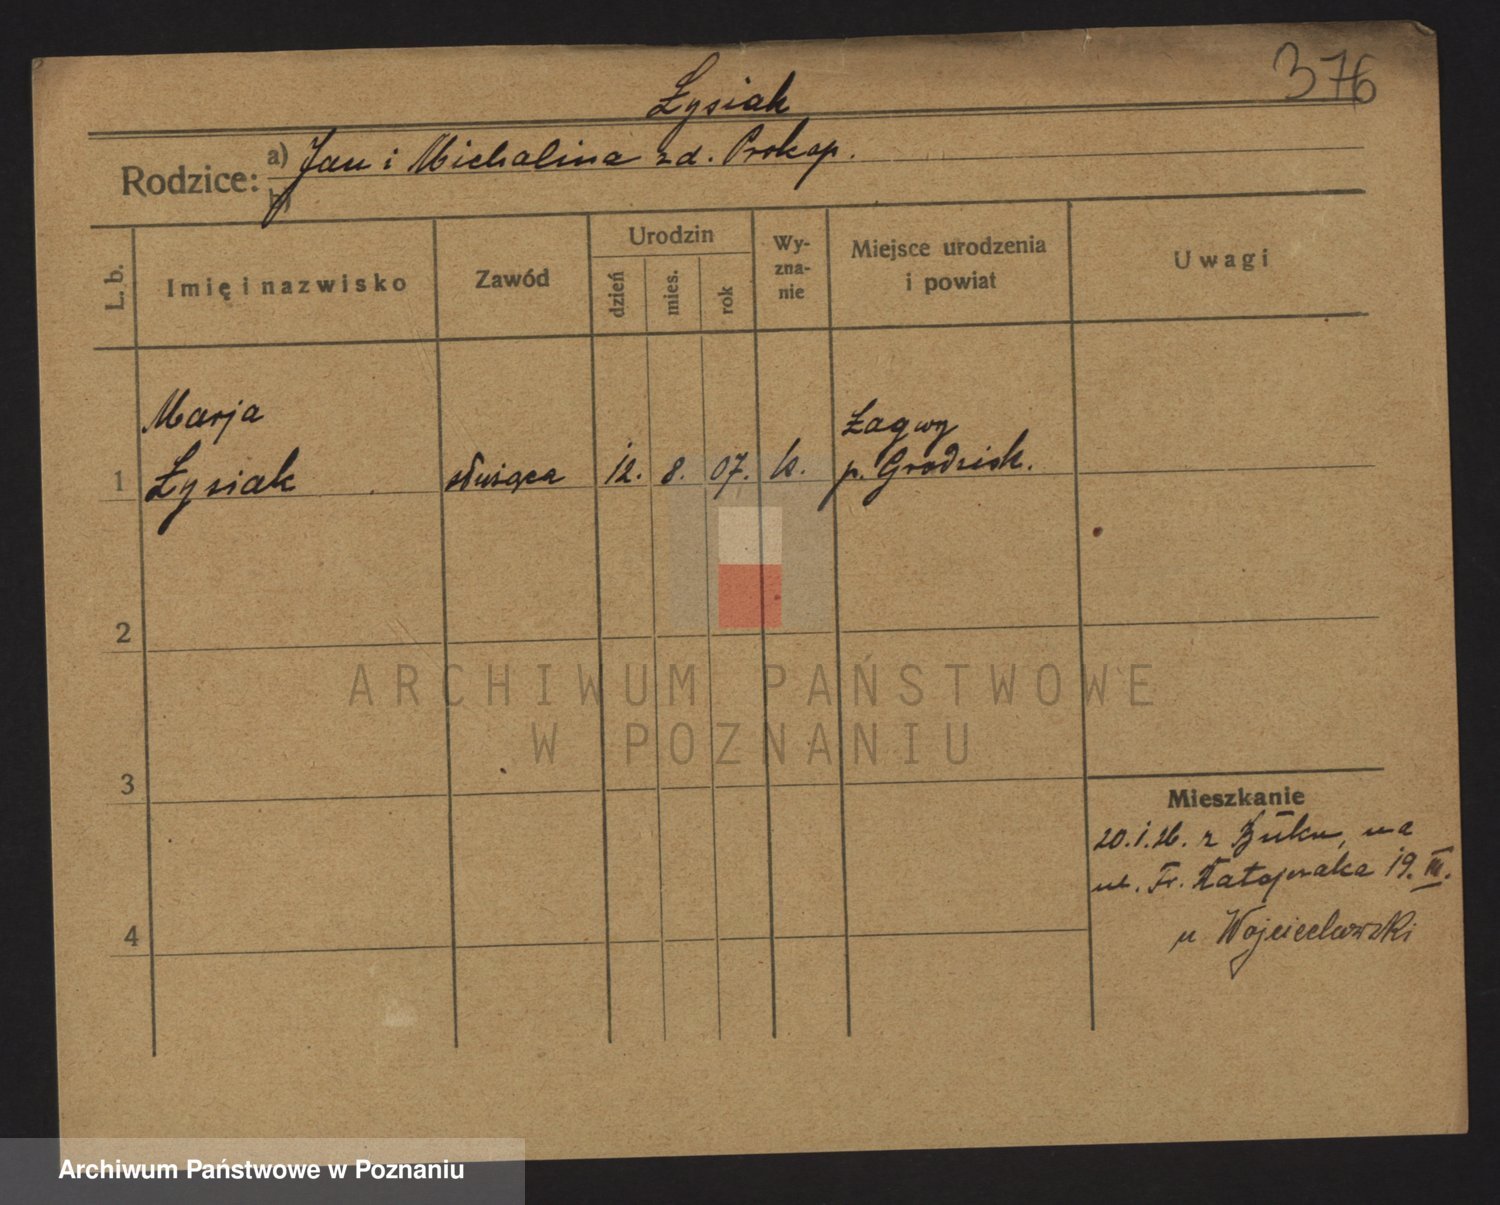 376
Łysiak
Rodzice: a) Jan i Michalina zd. Prokop.
b)
L. b. Imię i nazwisko Zawód Urodzin dzień mies. rok Wy-zna-nie Miejsce urodzenia i powiat Uwagi
Marja Łagwy
1 Łysiak służąca 12. 8. 07. k. p. Grodzisk.
2
ARCHIWUM PAŃSTWOWE
W POZNANIU
3
Mieszkanie
20.1.26. z Buku, na
ul. Fr. Ratajczaka 19. III.
4
u Wojciechowski
Archiwum Państwowe w Poznaniu